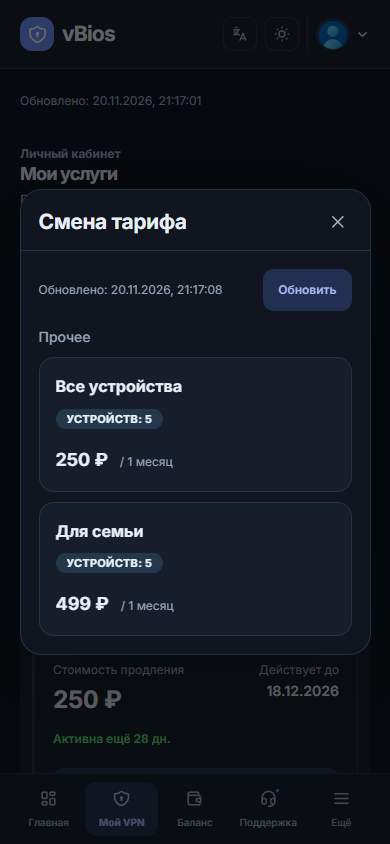 vBios
Обновлено: 20.11.2026, 21:17:01
Личный кабинет
Мои услуги
Смена тарифа
Обновлено: 20.11.2026, 21:17:08
Обновить
Прочее
Все устройства
УСТРОЙСТВ: 5
250 ₽ / 1 месяц
Для семьи
УСТРОЙСТВ: 5
499 ₽ / 1 месяц
Стоимость продления
Действует до
250 ₽
18.12.2026
Активна ещё 28 дн.
Главная
Мой VPN
Баланс
Поддержка
Ещё